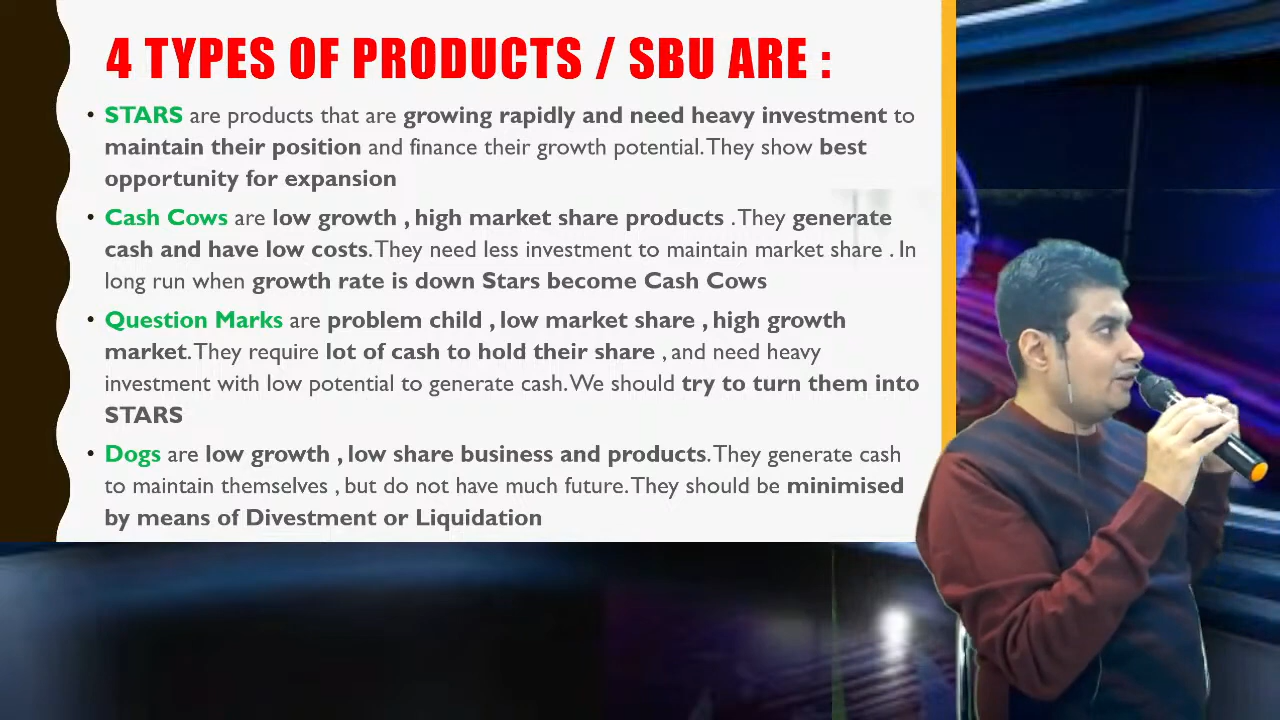 4 TYPES OF PRODUCTS / SBU ARE :
• STARS are products that are growing rapidly and need heavy investment to
maintain their position and finance their growth potential. They show best
opportunity for expansion
• Cash Cows are low growth , high market share products . They generate
cash and have low costs. They need less investment to maintain market share . In
long run when growth rate is down Stars become Cash Cows
• Question Marks are problem child , low market share , high growth
market. They require lot of cash to hold their share , and need heavy
investment with low potential to generate cash. We should try to turn them into
STARS
• Dogs are low growth , low share business and products. They generate cash
to maintain themselves , but do not have much future. They should be minimised
by means of Divestment or Liquidation